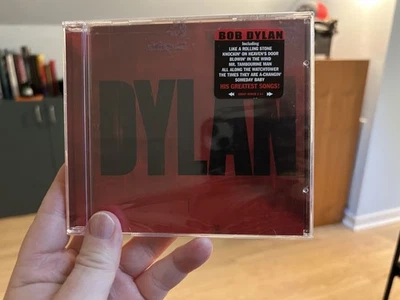 BOB DYLAN
Including
LIKE A ROLLING STONE
KNOCKIN' ON HEAVEN'S DOOR
BLOWIN' IN THE WIND
MR. TAMBOURINE MAN
ALL ALONG THE WATCHTOWER
THE TIMES THEY ARE A-CHANGIN'
SOMEDAY BABY
HIS GREATEST SONGS!
DYLAN